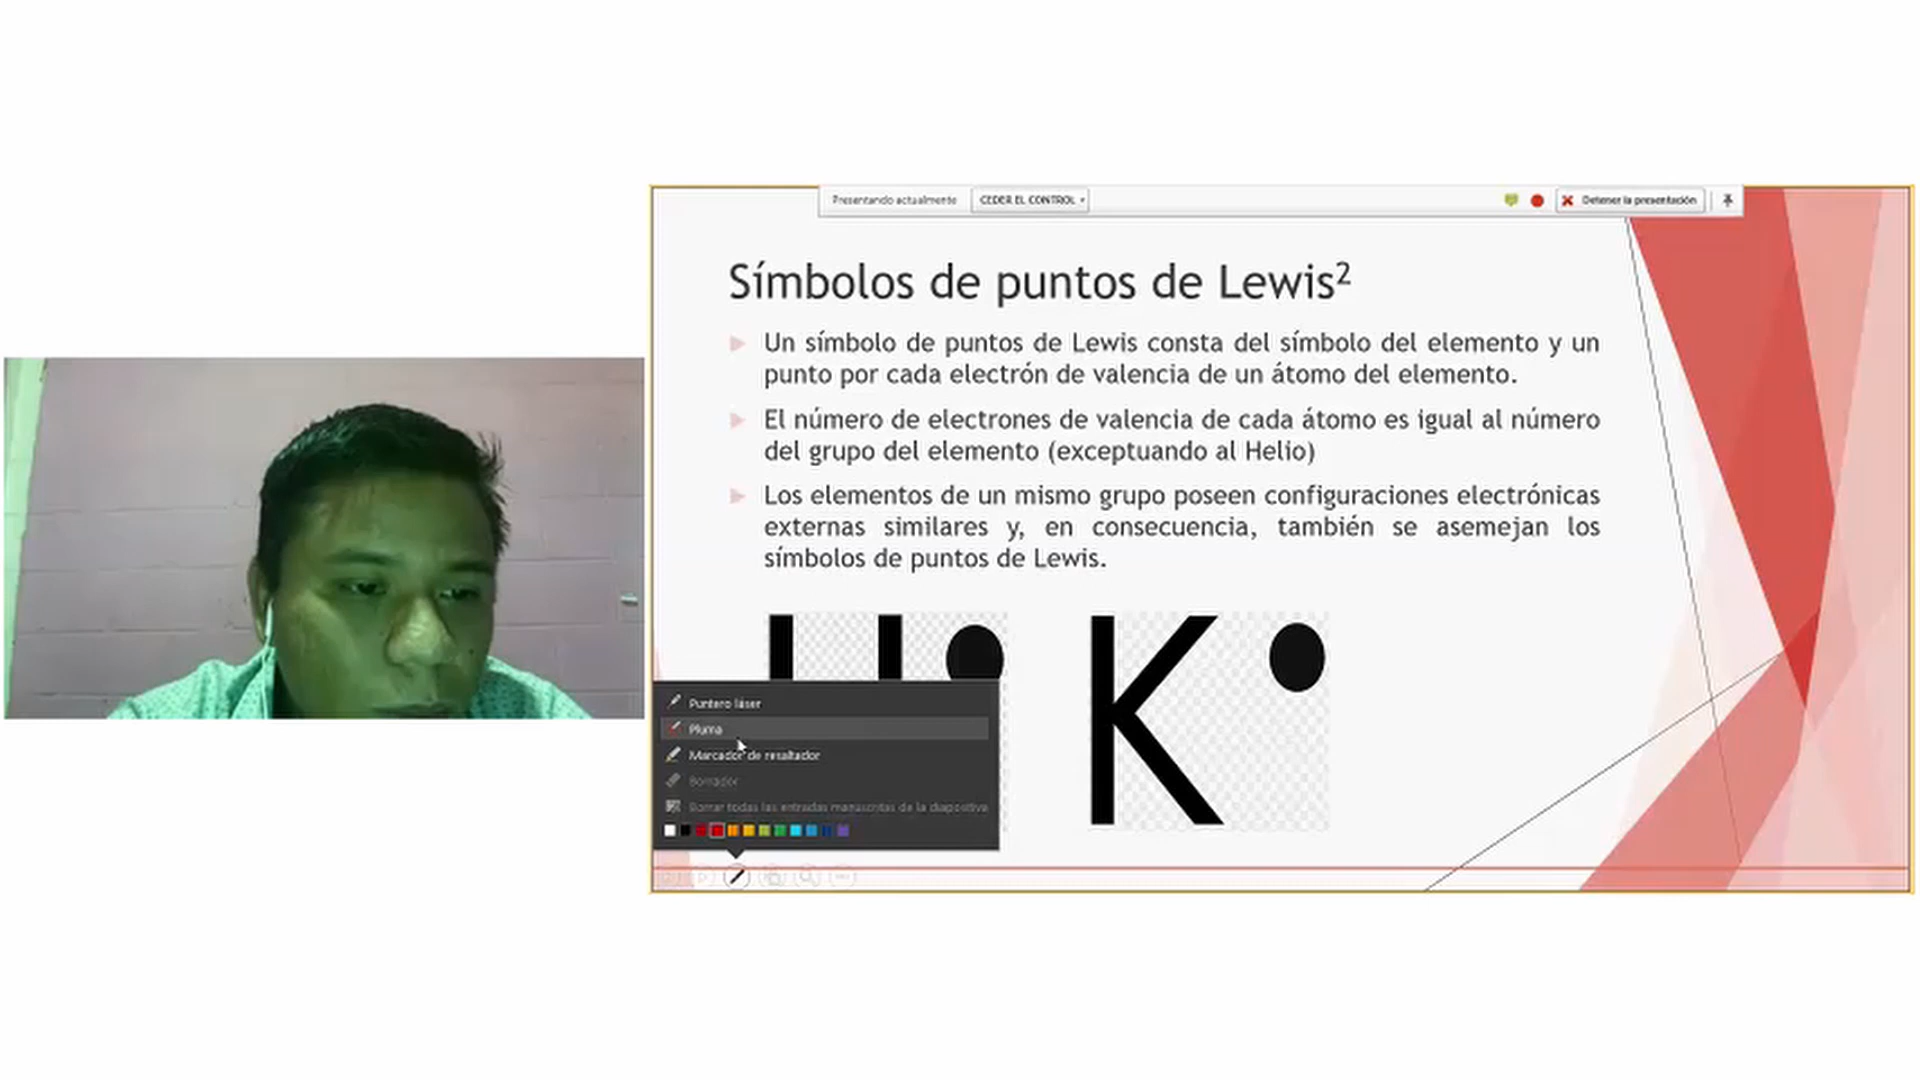 Presentando actualmente
CEDER EL CONTROL
Detener la presentación
Símbolos de puntos de Lewis²
Un símbolo de puntos de Lewis consta del símbolo del elemento y un
punto por cada electrón de valencia de un átomo del elemento.
El número de electrones de valencia de cada átomo es igual al número
del grupo del elemento (exceptuando al Helio)
Los elementos de un mismo grupo poseen configuraciones electrónicas
externas similares y, en consecuencia, también se asemejan los
símbolos de puntos de Lewis.
K
Puntero láser
Pluma
Marcador de resaltador
Borrador
Borrar todas las entradas manuscritas de la diapositiva